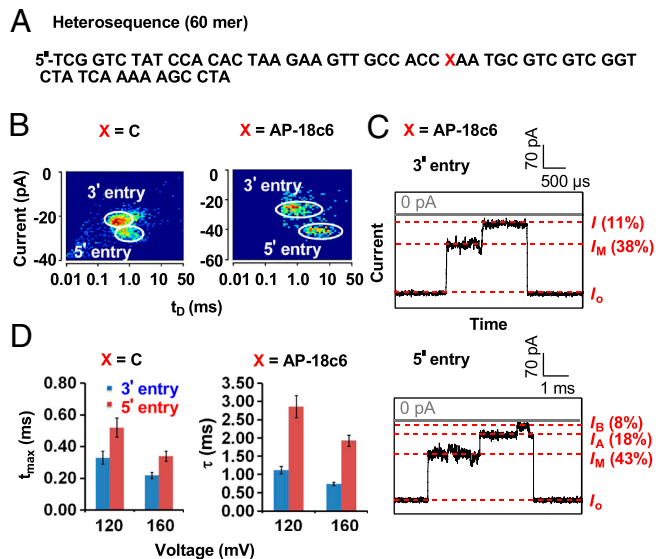 A
Heterosequence (60 mer)
5'-TCG GTC TAT CCA CAC TAA GAA GTT GCC ACC XAA TGC GTC GTC GGT
CTA TCA AAA AGC CTA
B
X = C
X = AP-18c6
Current (pA)
0
-20
-40
3' entry
5' entry
0.01 0.1 1.0 10 50
0
-20
-40
-60
3' entry
5' entry
0.01 0.1 1.0 10 50
tD (ms)
C
X = AP-18c6
3' entry
70 pA
500 µs
0 pA
I (11%)
IM (38%)
Io
Current
Time
5' entry
70 pA
1 ms
0 pA
IB (8%)
IA (18%)
IM (43%)
Io
D
X = C
3' entry
5' entry
tmax (ms)
0.80
0.60
0.40
0.20
0.00
120 160
X = AP-18c6
τ (ms)
3.50
3.00
2.50
2.00
1.50
1.00
0.50
0.00
120 160
Voltage (mV)